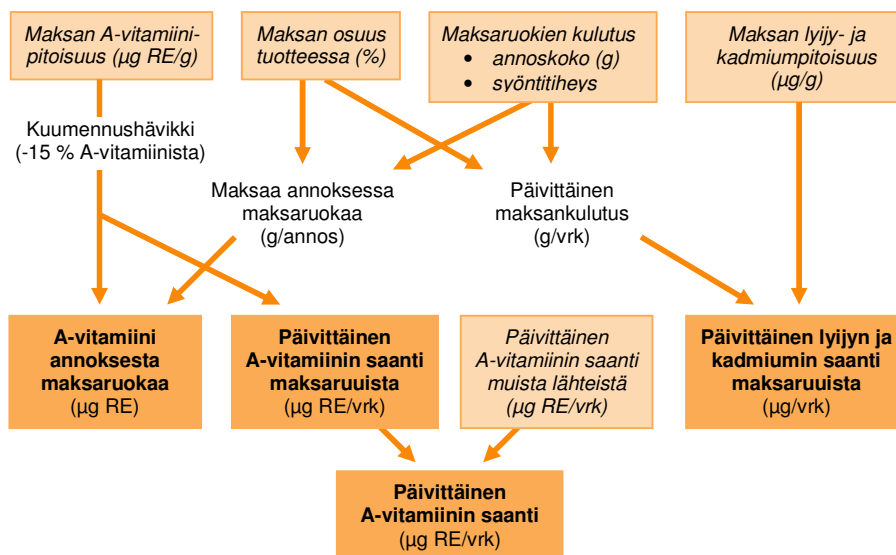 Maksan A-vitamiini-
pitoisuus (µg RE/g)
Maksan osuus
tuotteessa (%)
Maksaruokien kulutus
• annoskoko (g)
• syöntitiheys
Maksan lyijy- ja
kadmiumpitoisuus
(µg/g)
Kuumennushävikki
(-15 % A-vitamiinista)
Maksaa annoksessa
maksaruokaa
(g/annos)
Päivittäinen
maksankulutus
(g/vrk)
A-vitamiini
annoksesta
maksaruokaa
(µg RE)
Päivittäinen
A-vitamiinin saanti
maksaruuista
(µg RE/vrk)
Päivittäinen
A-vitamiinin saanti
muista lähteistä
(µg RE/vrk)
Päivittäinen lyijyn ja
kadmiumin saanti
maksaruuista
(µg/vrk)
Päivittäinen
A-vitamiinin saanti
(µg RE/vrk)